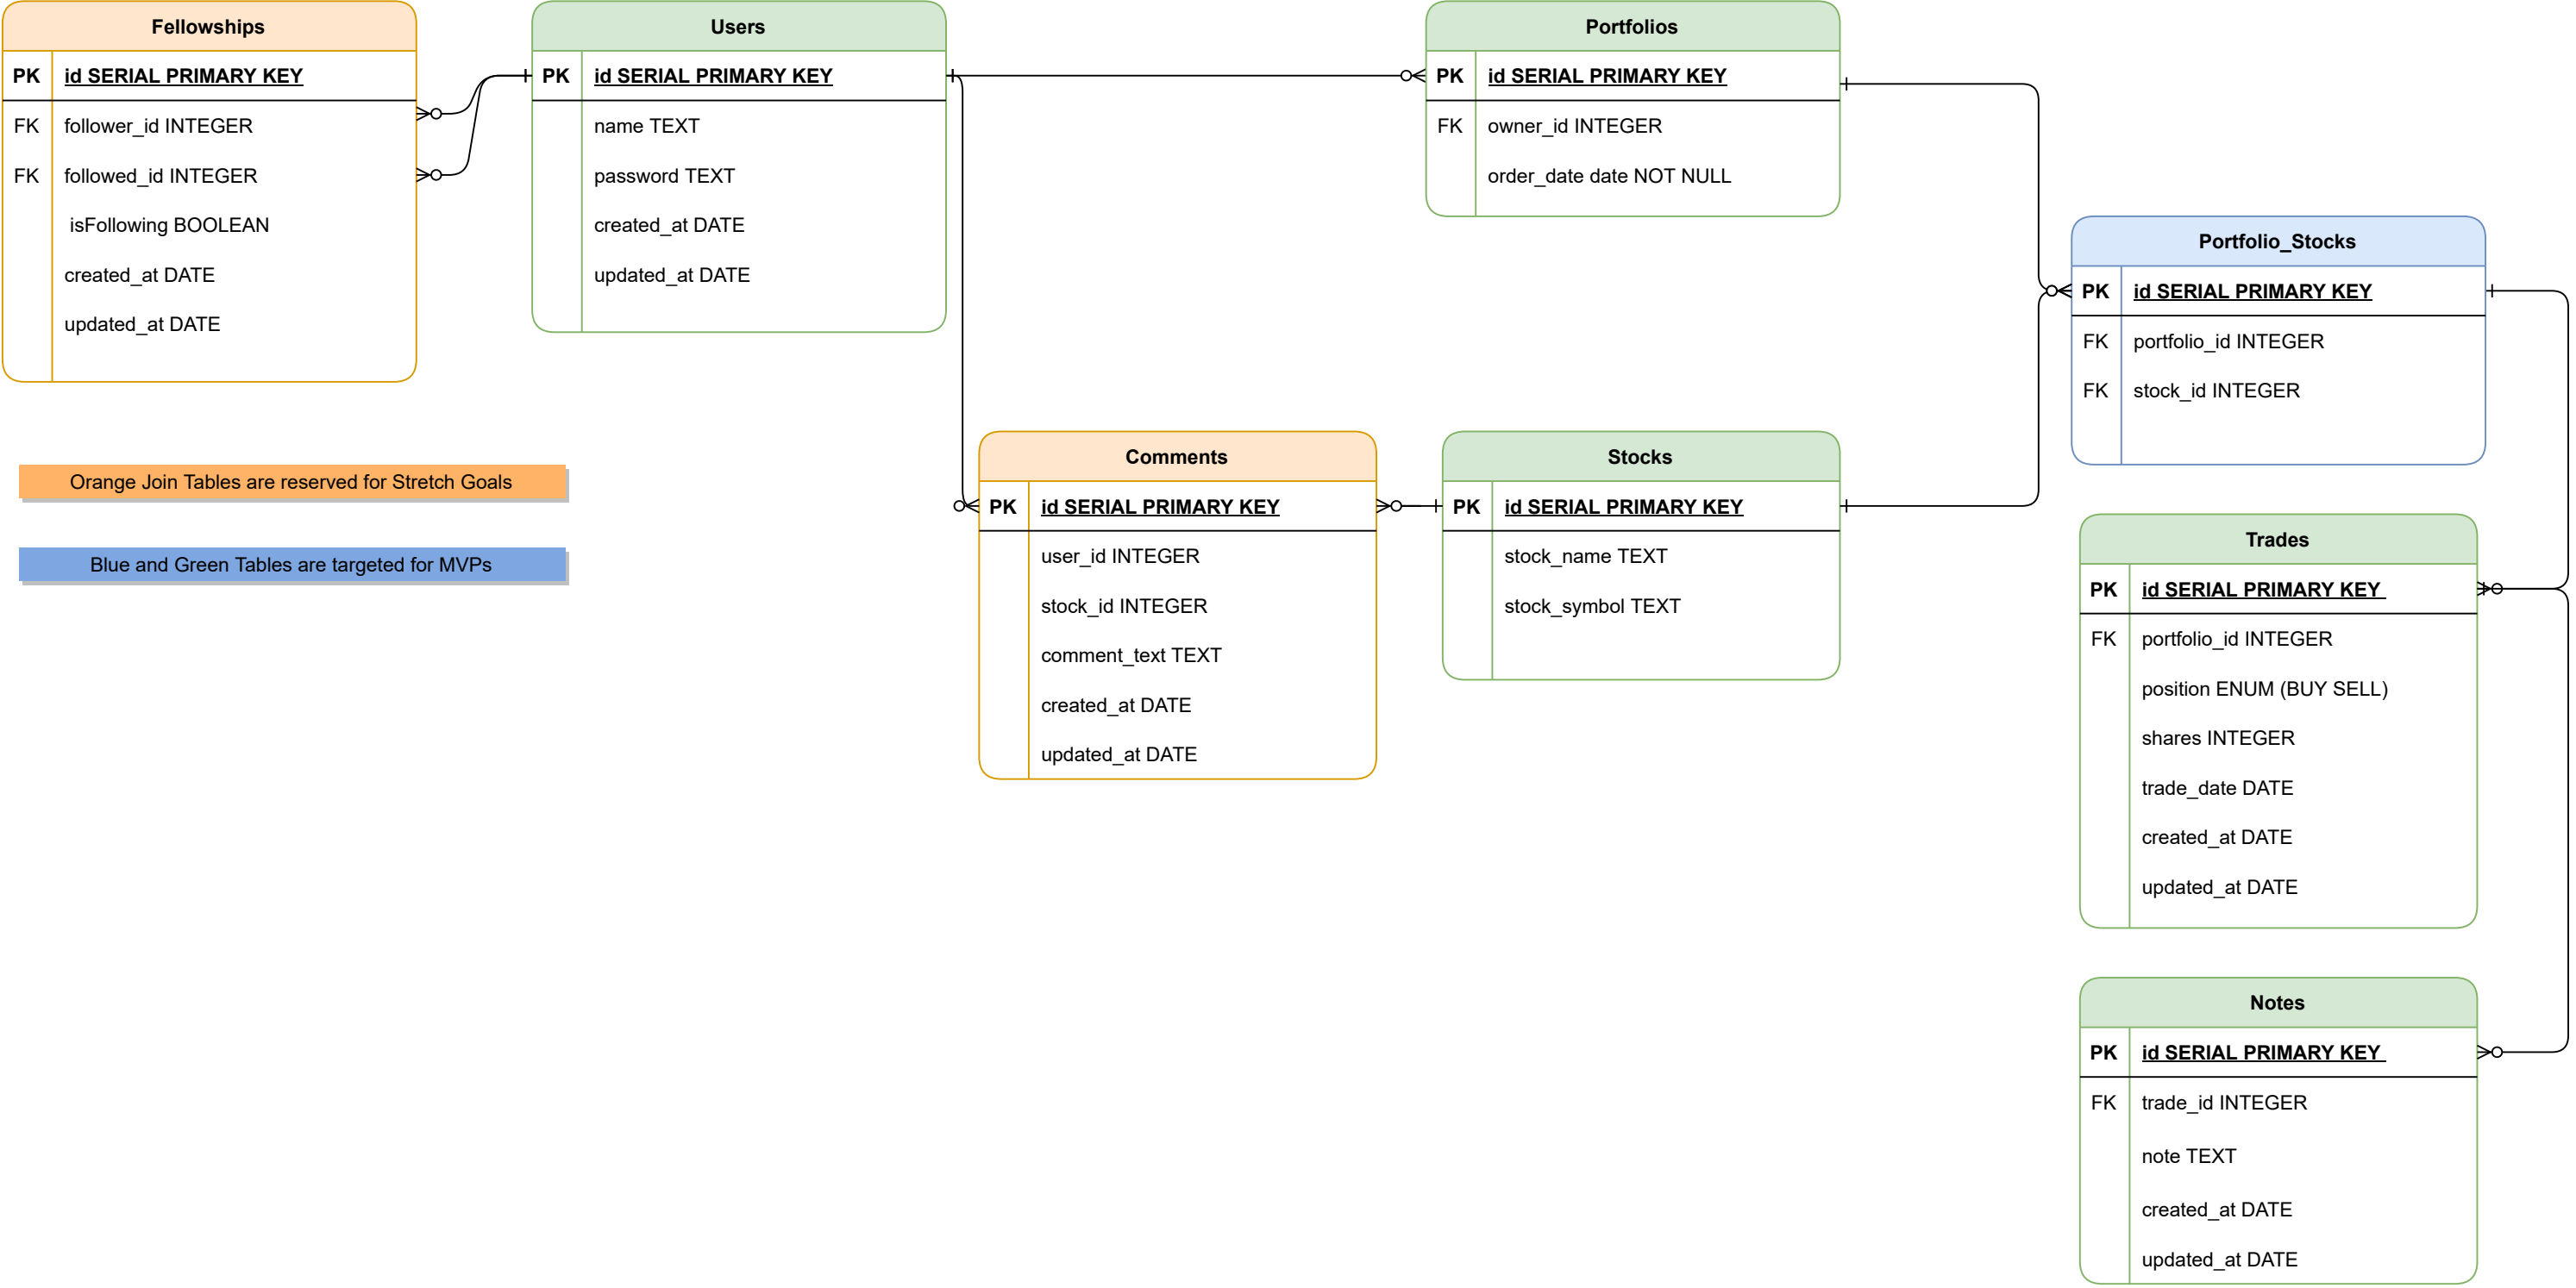 Fellowships
PK id SERIAL PRIMARY KEY
FK follower_id INTEGER
FK followed_id INTEGER
isFollowing BOOLEAN
created_at DATE
updated_at DATE
Users
PK id SERIAL PRIMARY KEY
name TEXT
password TEXT
created_at DATE
updated_at DATE
Portfolios
PK id SERIAL PRIMARY KEY
FK owner_id INTEGER
order_date date NOT NULL
Portfolio_Stocks
PK id SERIAL PRIMARY KEY
FK portfolio_id INTEGER
FK stock_id INTEGER
Orange Join Tables are reserved for Stretch Goals
Blue and Green Tables are targeted for MVPs
Comments
PK id SERIAL PRIMARY KEY
user_id INTEGER
stock_id INTEGER
comment_text TEXT
created_at DATE
updated_at DATE
Stocks
PK id SERIAL PRIMARY KEY
stock_name TEXT
stock_symbol TEXT
Trades
PK id SERIAL PRIMARY KEY
FK portfolio_id INTEGER
position ENUM (BUY SELL)
shares INTEGER
trade_date DATE
created_at DATE
updated_at DATE
Notes
PK id SERIAL PRIMARY KEY
FK trade_id INTEGER
note TEXT
created_at DATE
updated_at DATE